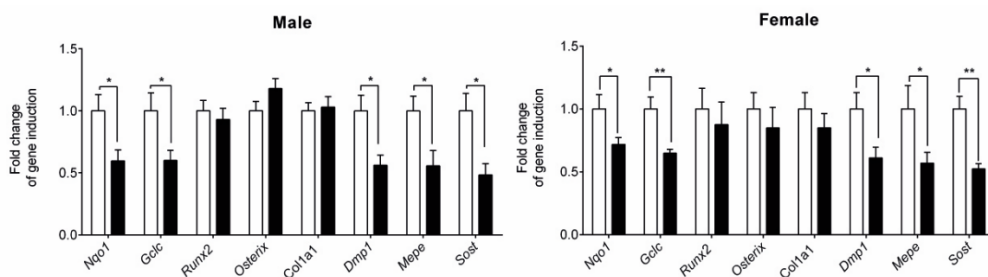 Male
Fold change
of gene induction
1.5
1.0
0.5
0.0
* * * * *
Nqo1 Gclc Runx2 Osterix Col1a1 Dmp1 Mepe Sost
Female
Fold change
of gene induction
1.5
1.0
0.5
0.0
* ** * * **
Nqo1 Gclc Runx2 Osterix Col1a1 Dmp1 Mepe Sost